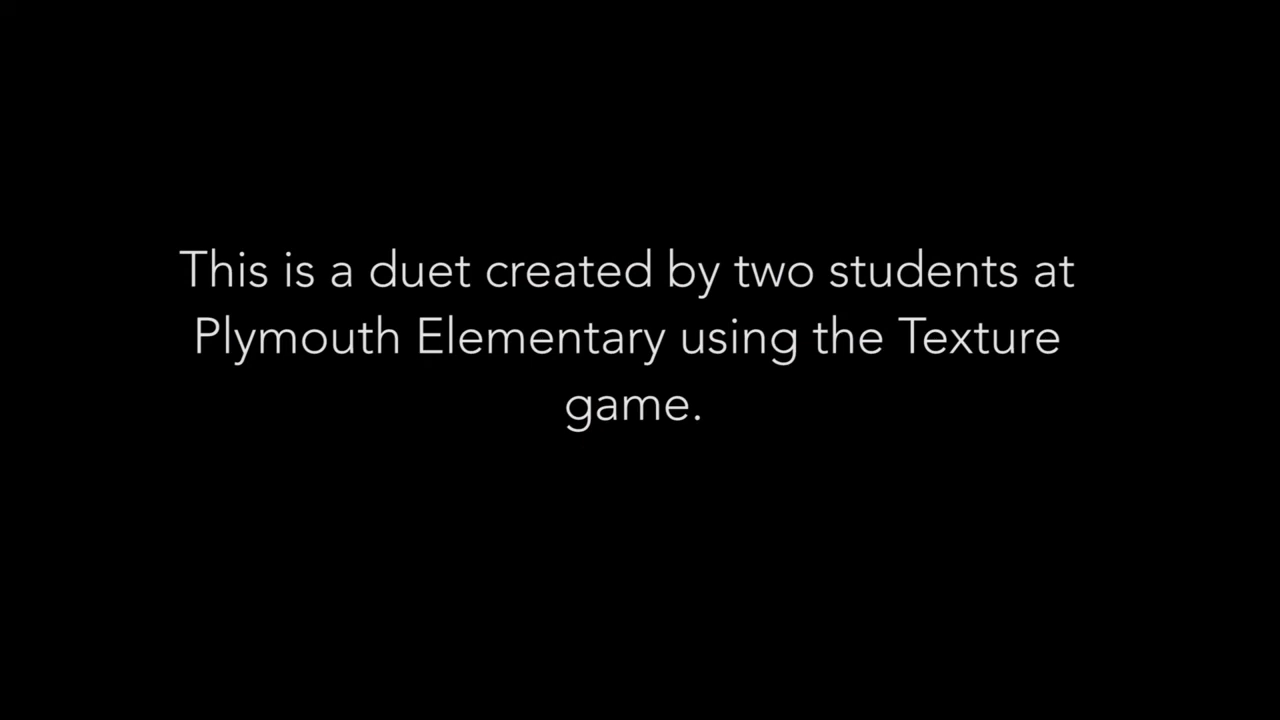 This is a duet created by two students at
Plymouth Elementary using the Texture
game.